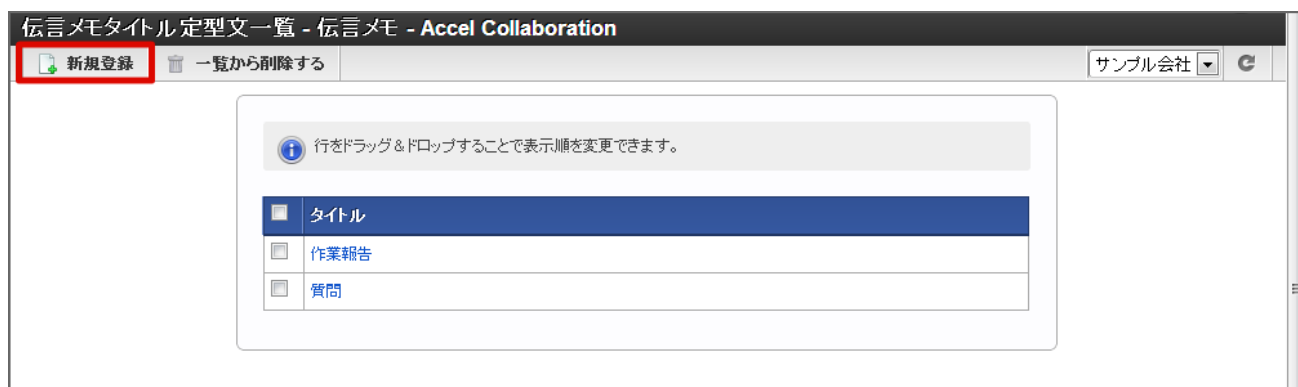 伝言メモタイトル定型文一覧 - 伝言メモ - Accel Collaboration
新規登録 一覧から削除する サンプル会社
行をドラッグ＆ドロップすることで表示順を変更できます。
タイトル
作業報告
質問